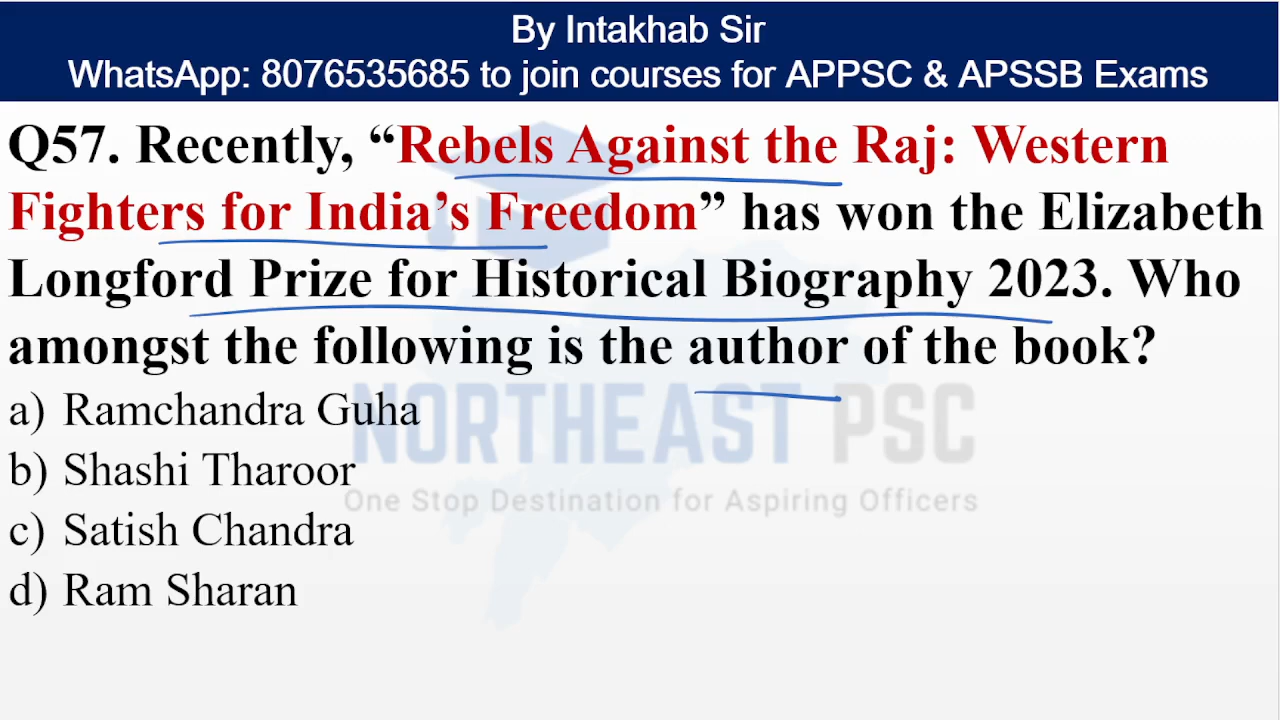 By Intakhab Sir
WhatsApp: 8076535685 to join courses for APPSC & APSSB Exams
Q57. Recently, “Rebels Against the Raj: Western
Fighters for India’s Freedom” has won the Elizabeth
Longford Prize for Historical Biography 2023. Who
amongst the following is the author of the book?
a) Ramchandra Guha
b) Shashi Tharoor
c) Satish Chandra
d) Ram Sharan
NORTHEAST PSC
One Stop Destination for Aspiring Officers